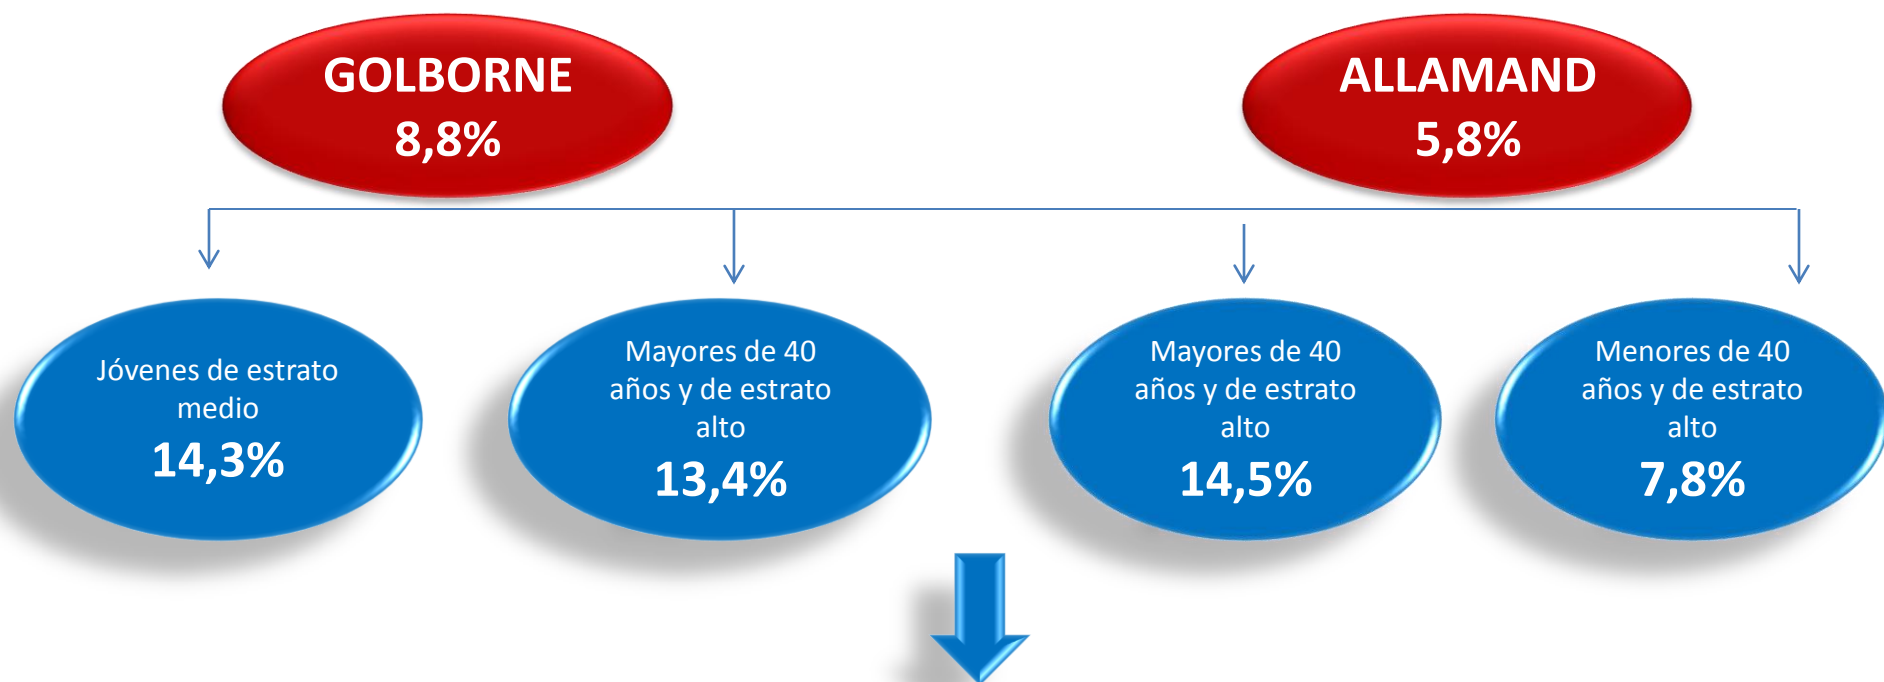 GOLBORNE
8,8%
ALLAMAND
5,8%
Jóvenes de estrato
medio
14,3%
Mayores de 40
años y de estrato
alto
13,4%
Mayores de 40
años y de estrato
alto
14,5%
Menores de 40
años y de estrato
alto
7,8%